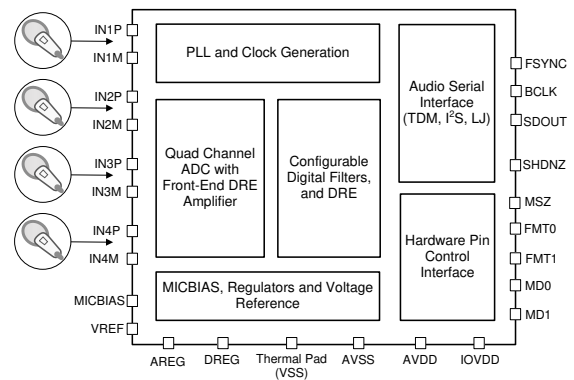 IN1P
IN1M
IN2P
IN2M
IN3P
IN3M
IN4P
IN4M
MICBIAS
VREF
PLL and Clock Generation
Quad Channel
ADC with
Front-End DRE
Amplifier
Configurable
Digital Filters,
and DRE
MICBIAS, Regulators and Voltage
Reference
Audio Serial
Interface
(TDM, I²S, LJ)
Hardware Pin
Control
Interface
FSYNC
BCLK
SDOUT
SHDNZ
MSZ
FMT0
FMT1
MD0
MD1
AREG
DREG
Thermal Pad
(VSS)
AVSS
AVDD
IOVDD